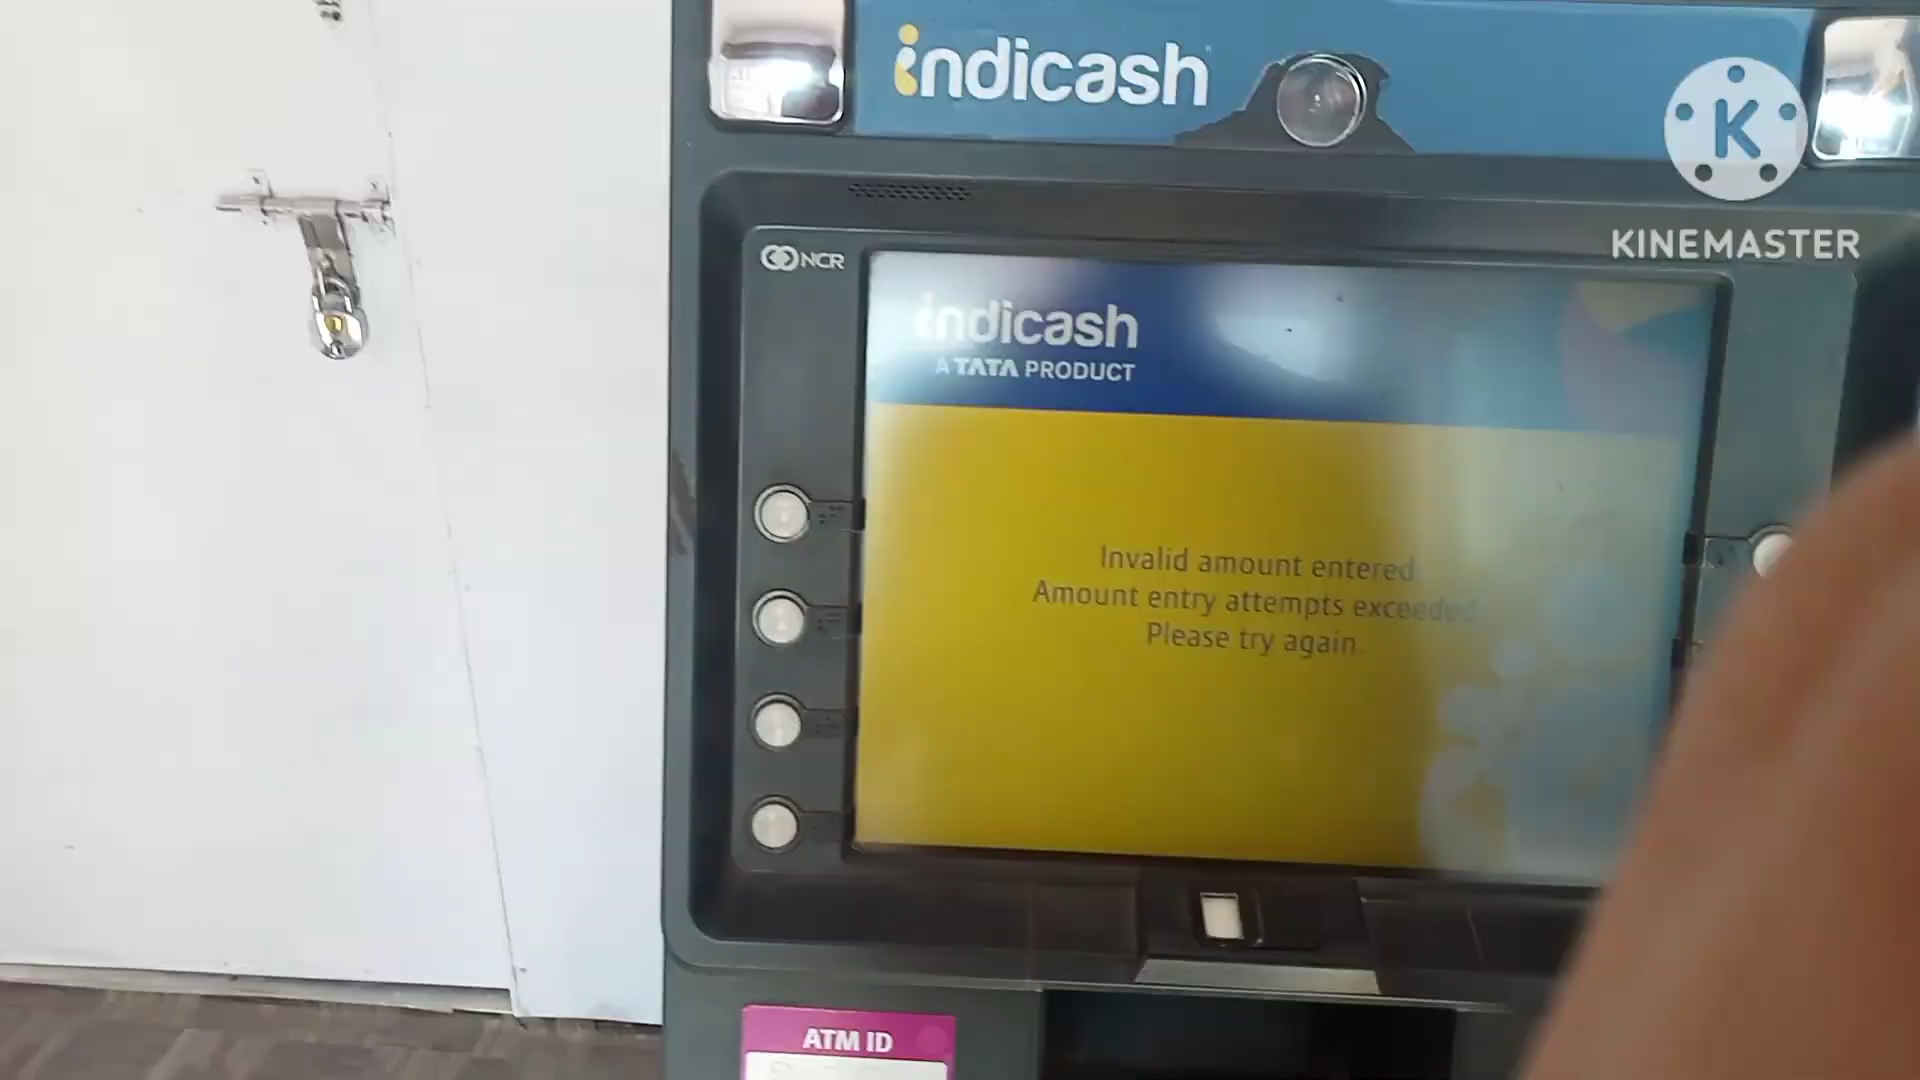 indicash
K
KINEMASTER
NCR
indicash
A TATA PRODUCT
Invalid amount entered.
Amount entry attempts exceeded
Please try again.
ATM ID